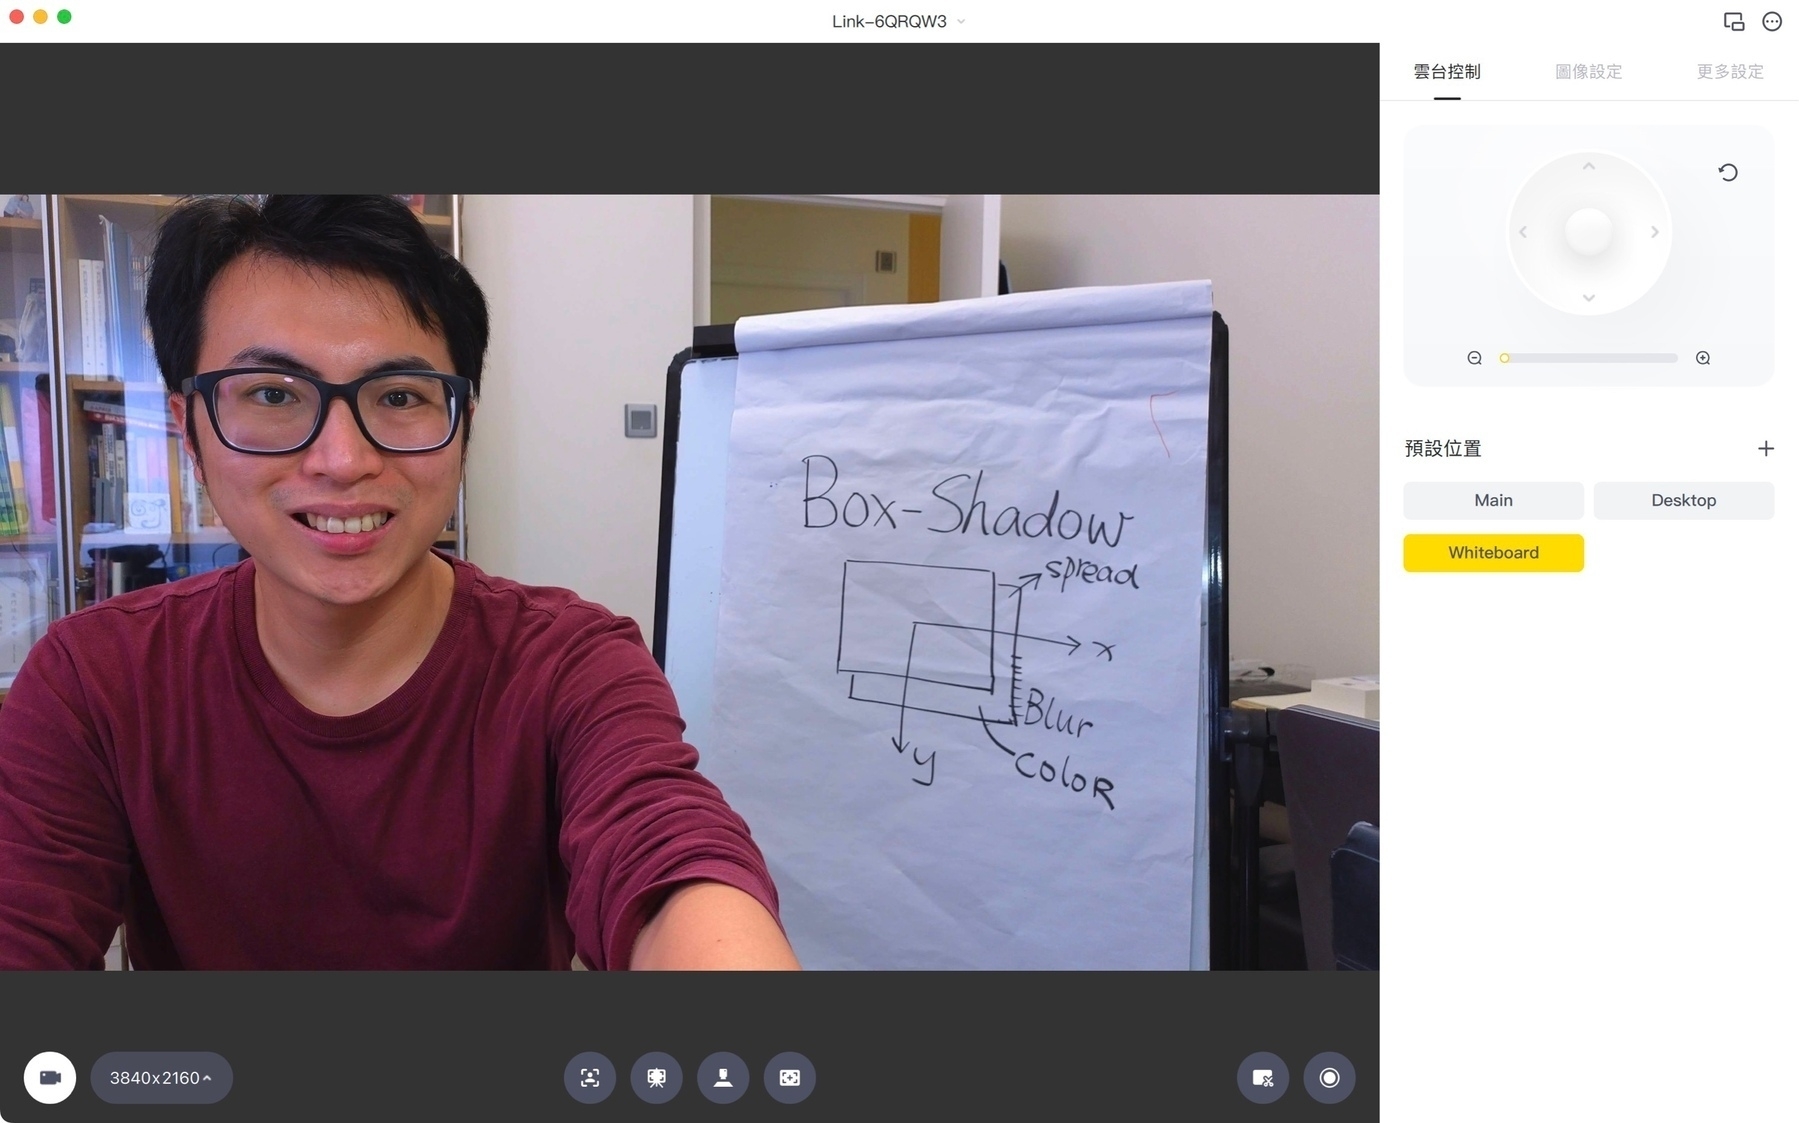 Link-6QRQW3
雲台控制
圖像設定
更多設定
Box-Shadow
spread
x
Blur
y
COLOR
預設位置
Main
Desktop
Whiteboard
3840x2160